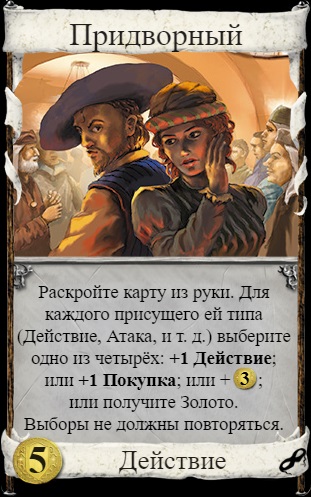 Придворный
Раскройте карту из руки. Для
каждого присущего ей типа
(Действие, Атака, и т. д.) выберите
одно из четырёх: +1 Действие;
или +1 Покупка; или + 3 ;
или получите Золото.
Выборы не должны повторяться.
5 Действие